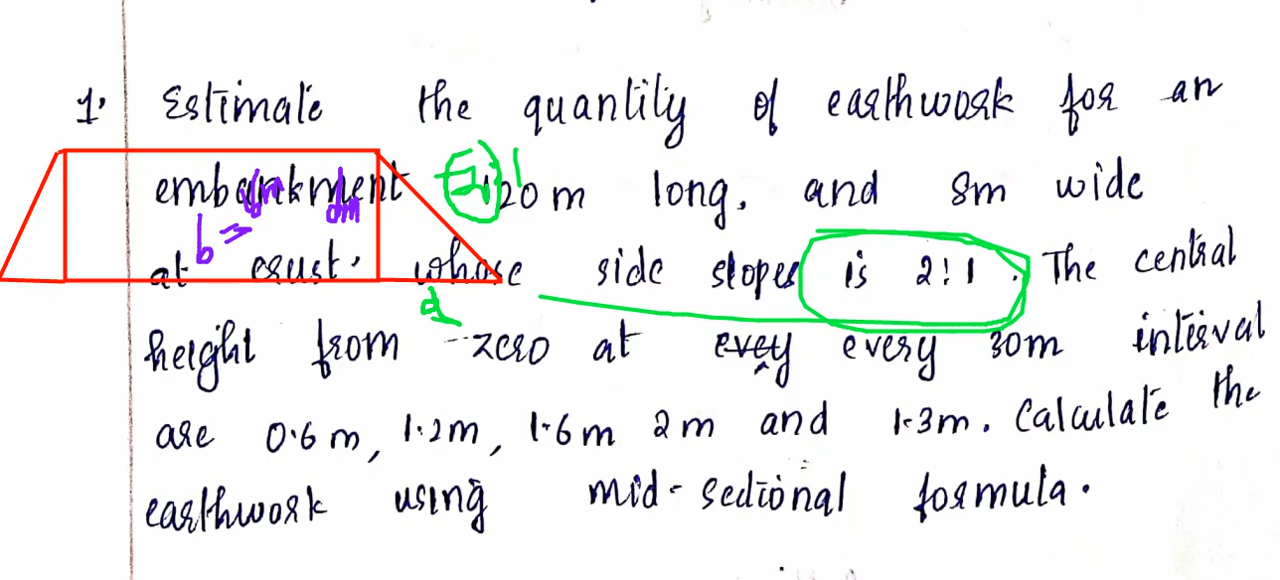 1. Estimate the quantity of earthwork for an
embankment 120 m long. and 8m wide
b = dm
at crust. whose side slopes is 2:1. The central
d
height from zero at every every 30m interval
are 0.6 m, 1.2m, 1.6m 2m and 1.3m. Calculate the
earthwork using mid-sectional formula.